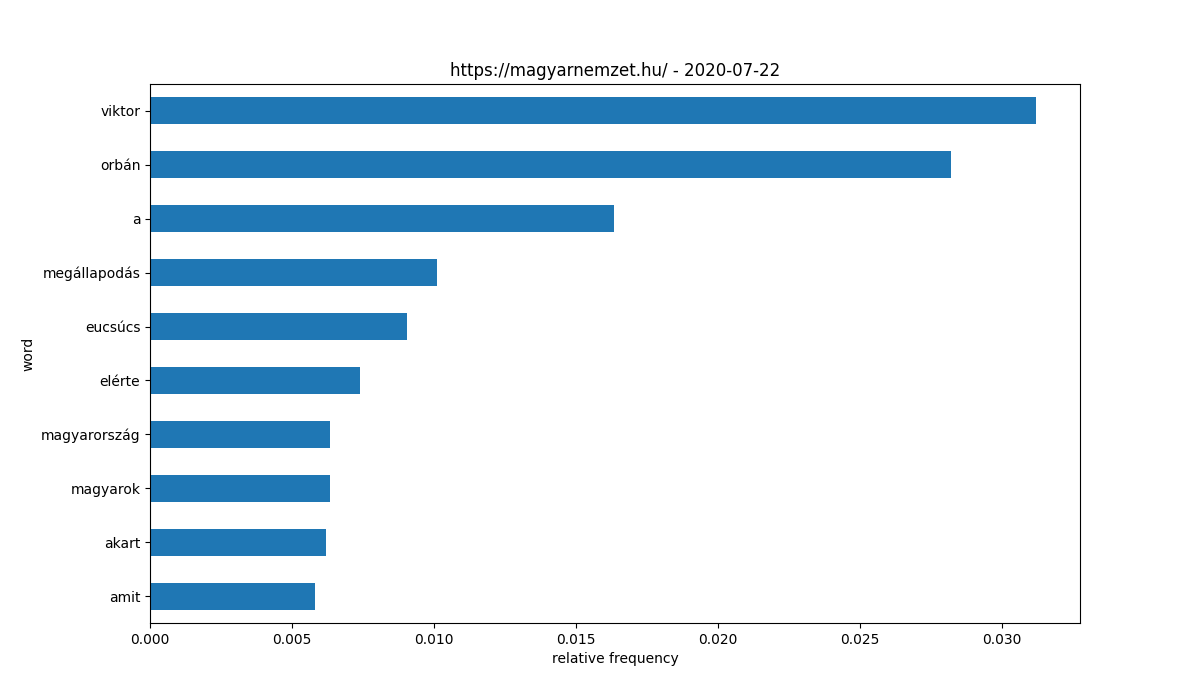 https://magyarnemzet.hu/ - 2020-07-22
viktor
orbán
a
megállapodás
eucsúcs
elérte
magyarország
magyarok
akart
amit
word
0.000 0.005 0.010 0.015 0.020 0.025 0.030
relative frequency